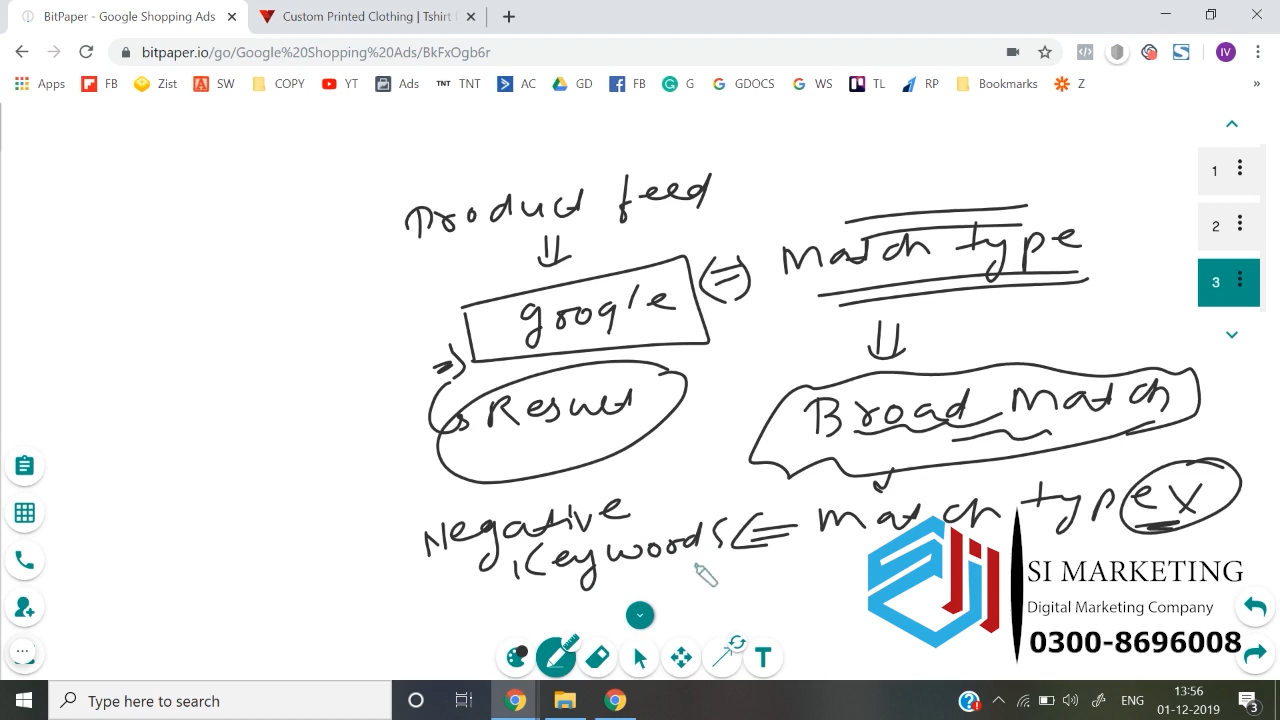 BitPaper - Google Shopping Ads
Custom Printed Clothing | Tshirt
bitpaper.io/go/Google%20Shopping%20Ads/BkFxOgb6r
IV
Apps FB Zist SW COPY YT Ads TNT TNT AC GD FB G GDOCS WS TL RP Bookmarks Z »
Product feed
google
Result
Match type
Broad Match
match type x
Negative
Keywords
1
2
3
SI MARKETING
Digital Marketing Company
0300-8696008
T
Type here to search
ENG
13:56
01-12-2019
3